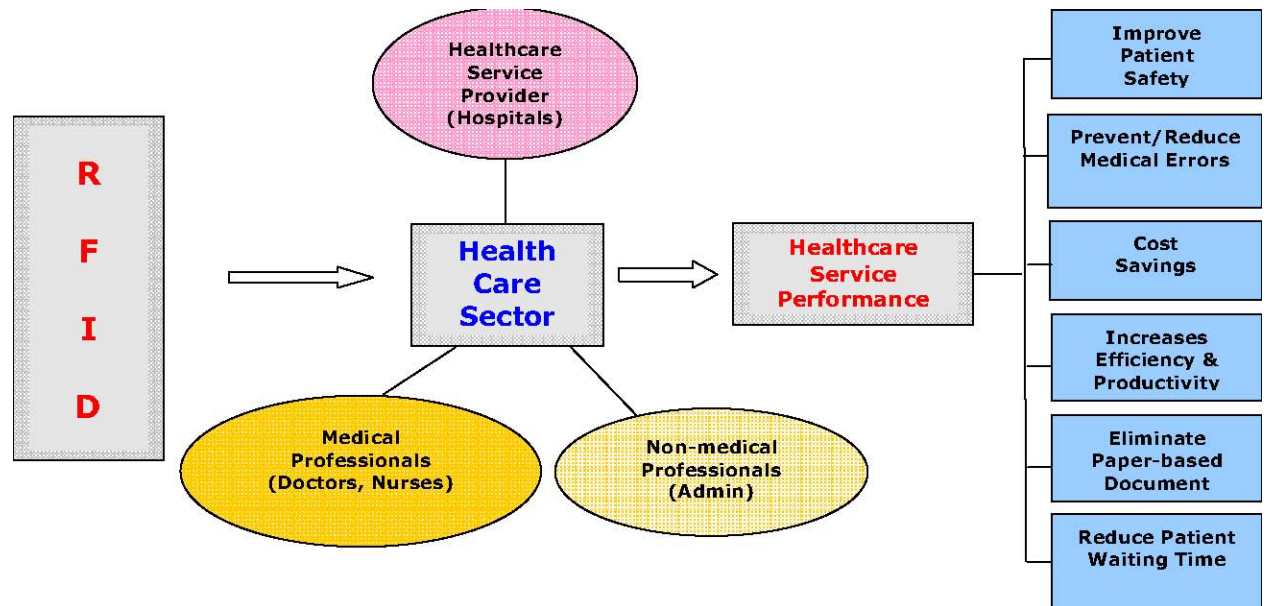 R
F
I
D
Healthcare
Service
Provider
(Hospitals)
Health
Care
Sector
Medical
Professionals
(Doctors, Nurses)
Non-medical
Professionals
(Admin)
Healthcare
Service
Performance
Improve
Patient
Safety
Prevent/Reduce
Medical Errors
Cost
Savings
Increases
Efficiency &
Productivity
Eliminate
Paper-based
Document
Reduce Patient
Waiting Time